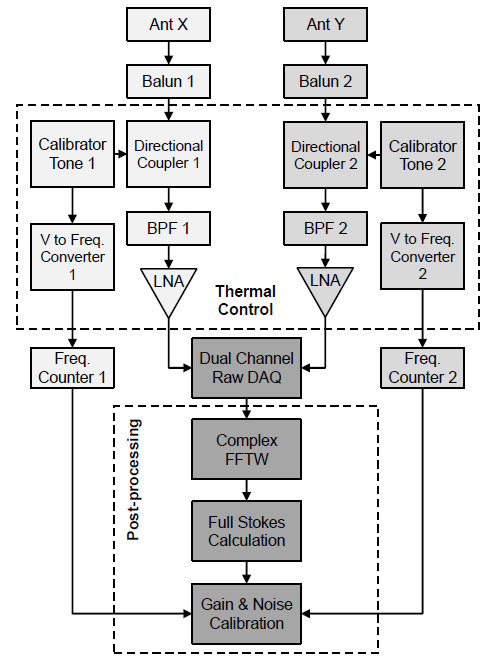 Ant X
Ant Y
Balun 1
Balun 2
Calibrator
Tone 1
Directional
Coupler 1
Directional
Coupler 2
Calibrator
Tone 2
V to Freq.
Converter
1
BPF 1
BPF 2
V to Freq.
Converter
2
LNA
LNA
Thermal
Control
Freq.
Counter 1
Dual Channel
Raw DAQ
Freq.
Counter 2
Post-processing
Complex
FFTW
Full Stokes
Calculation
Gain & Noise
Calibration